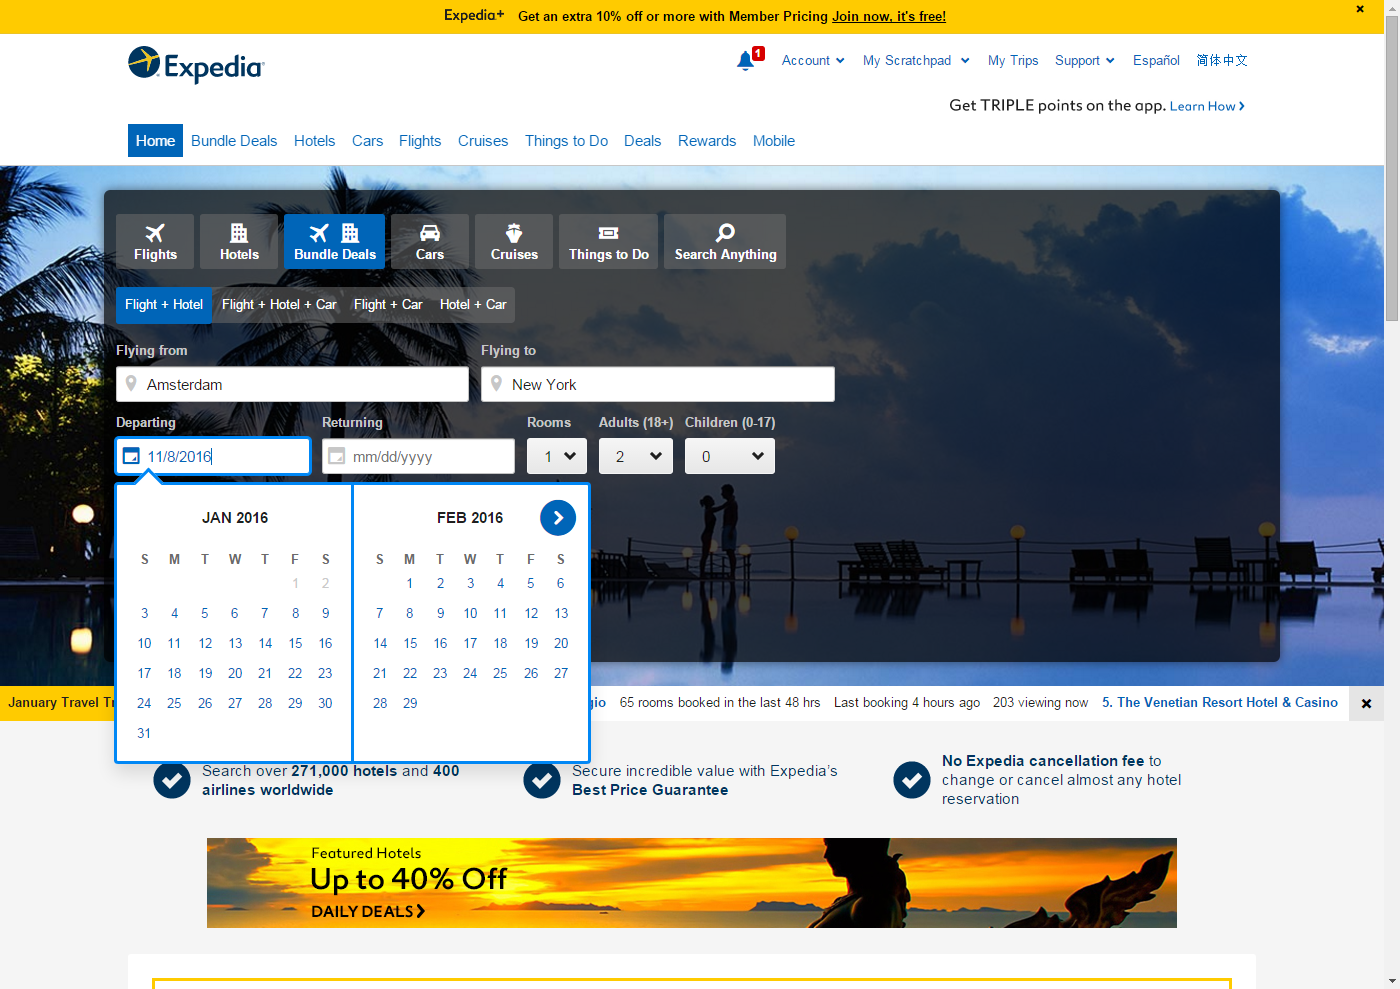 Expedia+ Get an extra 10% off or more with Member Pricing Join now, it's free!
Expedia
1
Account My Scratchpad My Trips Support Español 简体中文
Get TRIPLE points on the app. Learn How
Home Bundle Deals Hotels Cars Flights Cruises Things to Do Deals Rewards Mobile
Flights Hotels Bundle Deals Cars Cruises Things to Do Search Anything
Flight + Hotel Flight + Hotel + Car Flight + Car Hotel + Car
Flying from Flying to
Amsterdam New York
Departing Returning Rooms Adults (18+) Children (0-17)
11/8/2016 mm/dd/yyyy 1 2 0
JAN 2016 FEB 2016
S M T W T F S S M T W T F S
1 2 1 2 3 4 5 6
3 4 5 6 7 8 9 7 8 9 10 11 12 13
10 11 12 13 14 15 16 14 15 16 17 18 19 20
17 18 19 20 21 22 23 21 22 23 24 25 26 27
24 25 26 27 28 29 30 28 29
31
January Travel Tr gio 65 rooms booked in the last 48 hrs Last booking 4 hours ago 203 viewing now 5. The Venetian Resort Hotel & Casino
Search over 271,000 hotels and 400
airlines worldwide
Secure incredible value with Expedia’s
Best Price Guarantee
No Expedia cancellation fee to
change or cancel almost any hotel
reservation
Featured Hotels
Up to 40% Off
DAILY DEALS